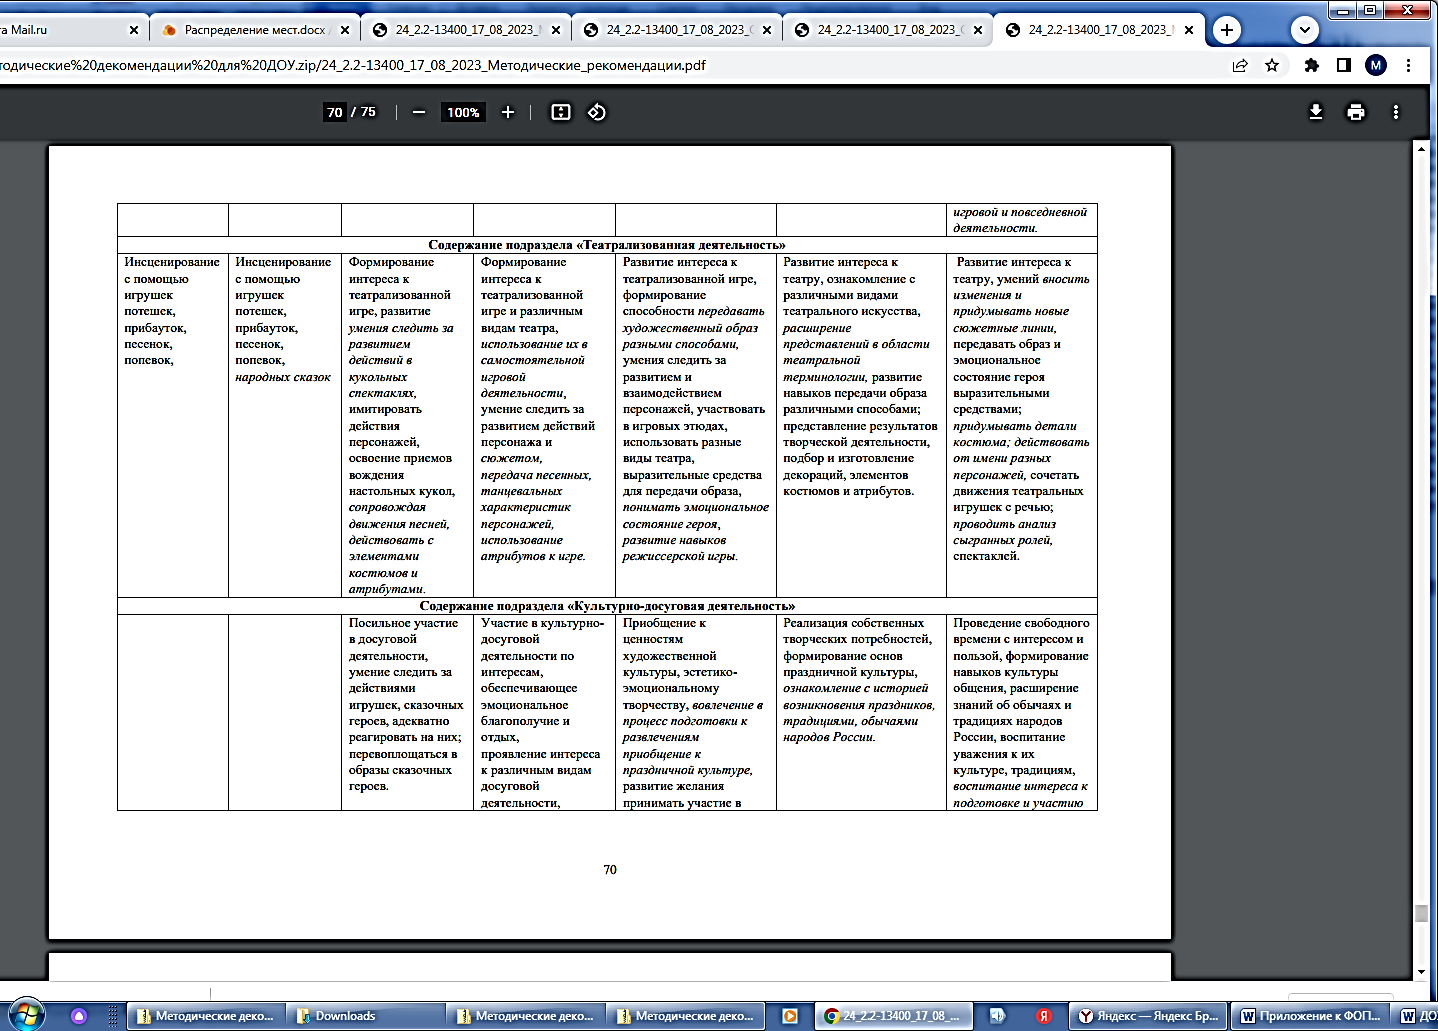 та Mail.ru
Распределение мест.docx /
24_2.2-13400_17_08_2023_
24_2.2-13400_17_08_2023_
24_2.2-13400_17_08_2023_
24_2.2-13400_17_08_2023_
тодические%20декомендации%20для%20ДОУ.zip/24_2.2-13400_17_08_2023_Методические_рекомендации.pdf
М
70 / 75
100%
игровой и повседневной
деятельности.
Содержание подраздела «Театрализованная деятельность»
Инсценирование
с помощью
игрушек
потешек,
прибауток,
песенок,
попевок,
Инсценирование
с помощью
игрушек
потешек,
прибауток,
песенок,
попевок,
народных сказок
Формирование
интереса к
театрализованной
игре, развитие
умения следить за
развитием
действий в
кукольных
спектаклях,
имитировать
действия
персонажей,
освоение приемов
вождения
настольных кукол,
сопровождая
движения песней,
действовать с
элементами
костюмов и
атрибутами.
Формирование
интереса к
театрализованной
игре и различным
видам театра,
использование их в
самостоятельной
игровой
деятельности,
умение следить за
развитием действий
персонажа и
сюжетом,
передача песенных,
танцевальных
характеристик
персонажей,
использование
атрибутов к игре.
Развитие интереса к
театрализованной игре,
формирование
способности передавать
художественный образ
разными способами,
умения следить за
развитием и
взаимодействием
персонажей, участвовать
в игровых этюдах,
использовать разные
виды театра,
выразительные средства
для передачи образа,
понимать эмоциональное
состояние героя,
развитие навыков
режиссерской игры.
Развитие интереса к
театру, ознакомление с
различными видами
театрального искусства,
расширение
представлений в области
театральной
терминологии, развитие
навыков передачи образа
различными способами;
представление результатов
творческой деятельности,
подбор и изготовление
декораций, элементов
костюмов и атрибутов.
Развитие интереса к
театру, умений вносить
изменения и
придумывать новые
сюжетные линии,
передавать образ и
эмоциональное
состояние героя
выразительными
средствами;
придумывать детали
костюма; действовать
от имени разных
персонажей, сочетать
движения театральных
игрушек с речью;
проводить анализ
сыгранных ролей,
спектаклей.
Содержание подраздела «Культурно-досуговая деятельность»
Посильное участие
в досуговой
деятельности,
умение следить за
действиями
игрушек, сказочных
героев, адекватно
реагировать на них;
перевоплощаться в
образы сказочных
героев.
Участие в культурно-
досуговой
деятельности по
интересам,
обеспечивающее
эмоциональное
благополучие и
отдых,
проявление интереса
к различным видам
досуговой
деятельности,
Приобщение к
ценностям
художественной
культуры, эстетико-
эмоциональному
творчеству, вовлечение в
процесс подготовки к
развлечениям
приобщение к
праздничной культуре,
развитие желания
принимать участие в
Реализация собственных
творческих потребностей,
формирование основ
праздничной культуры,
ознакомление с историей
возникновения праздников,
традициями, обычаями
народов России.
Проведение свободного
времени с интересом и
пользой, формирование
навыков культуры
общения, расширение
знаний об обычаях и
традициях народов
России, воспитание
уважения к их
культуре, традициям,
воспитание интереса к
подготовке и участию
70
Методические деко...
Downloads
Методические деко...
Методические деко...
24_2.2-13400_17_08_...
Я
Яндекс — Яндекс Бр...
Приложение к ФОП...
ДО